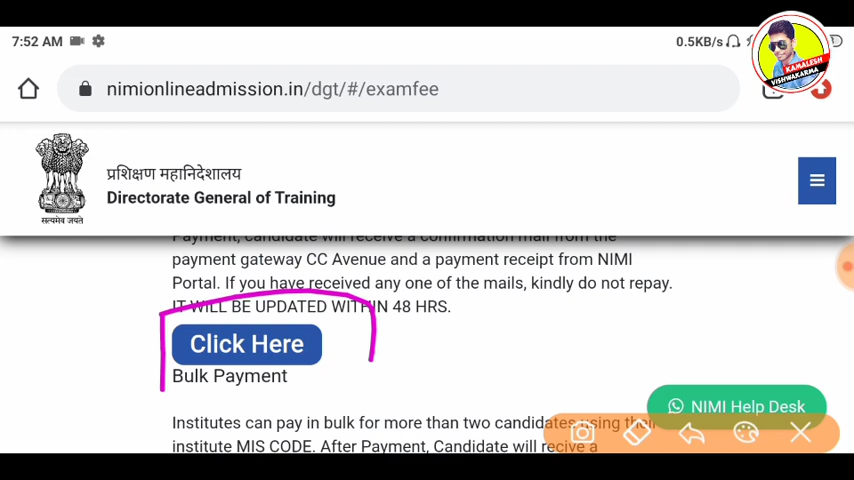 7:52 AM
0.5KB/s
KAMALESH
VISHWAKARMA
nimionlineadmission.in/dgt/#/examfee
प्रशिक्षण महानिदेशालय
Directorate General of Training
सत्यमेव जयते
Payment, candidate will receive a confirmation mail from the
payment gateway CC Avenue and a payment receipt from NIMI
Portal. If you have received any one of the mails, kindly do not repay.
IT WILL BE UPDATED WITHIN 48 HRS.
Click Here
Bulk Payment
NIMI Help Desk
Institutes can pay in bulk for more than two candidates using their
institute MIS CODE. After Payment, Candidate will recive a